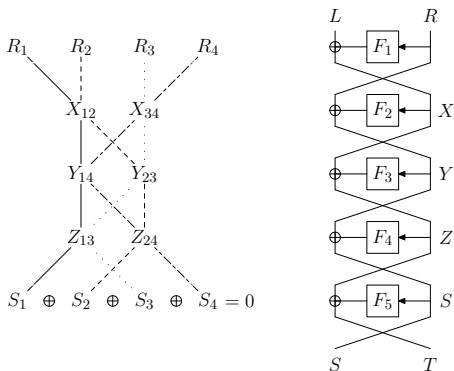 R1 R2 R3 R4
X12 X34
Y14 Y23
Z13 Z24
S1 ⊕ S2 ⊕ S3 ⊕ S4 = 0
L R
⊕ F1
⊕ F2 X
⊕ F3 Y
⊕ F4 Z
⊕ F5 S
S T